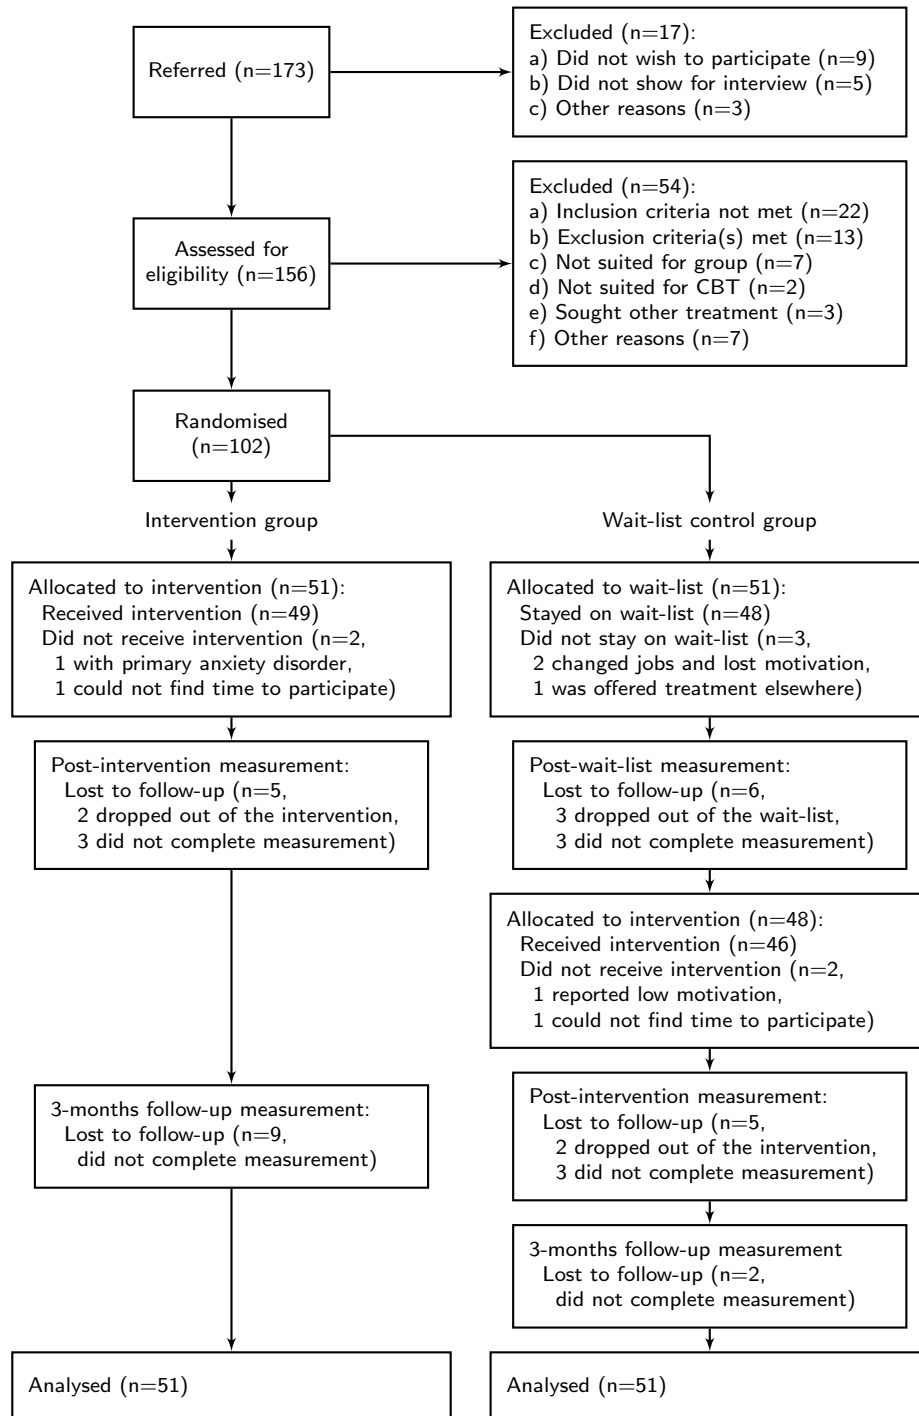 Referred (n=173)
Excluded (n=17):
a) Did not wish to participate (n=9)
b) Did not show for interview (n=5)
c) Other reasons (n=3)
Assessed for
eligibility (n=156)
Excluded (n=54):
a) Inclusion criteria not met (n=22)
b) Exclusion criteria(s) met (n=13)
c) Not suited for group (n=7)
d) Not suited for CBT (n=2)
e) Sought other treatment (n=3)
f) Other reasons (n=7)
Randomised
(n=102)
Intervention group
Allocated to intervention (n=51):
Received intervention (n=49)
Did not receive intervention (n=2,
1 with primary anxiety disorder,
1 could not find time to participate)
Post-intervention measurement:
Lost to follow-up (n=5,
2 dropped out of the intervention,
3 did not complete measurement)
3-months follow-up measurement:
Lost to follow-up (n=9,
did not complete measurement)
Analysed (n=51)
Wait-list control group
Allocated to wait-list (n=51):
Stayed on wait-list (n=48)
Did not stay on wait-list (n=3,
2 changed jobs and lost motivation,
1 was offered treatment elsewhere)
Post-wait-list measurement:
Lost to follow-up (n=6,
3 dropped out of the wait-list,
3 did not complete measurement)
Allocated to intervention (n=48):
Received intervention (n=46)
Did not receive intervention (n=2,
1 reported low motivation,
1 could not find time to participate)
Post-intervention measurement:
Lost to follow-up (n=5,
2 dropped out of the intervention,
3 did not complete measurement)
3-months follow-up measurement
Lost to follow-up (n=2,
did not complete measurement)
Analysed (n=51)